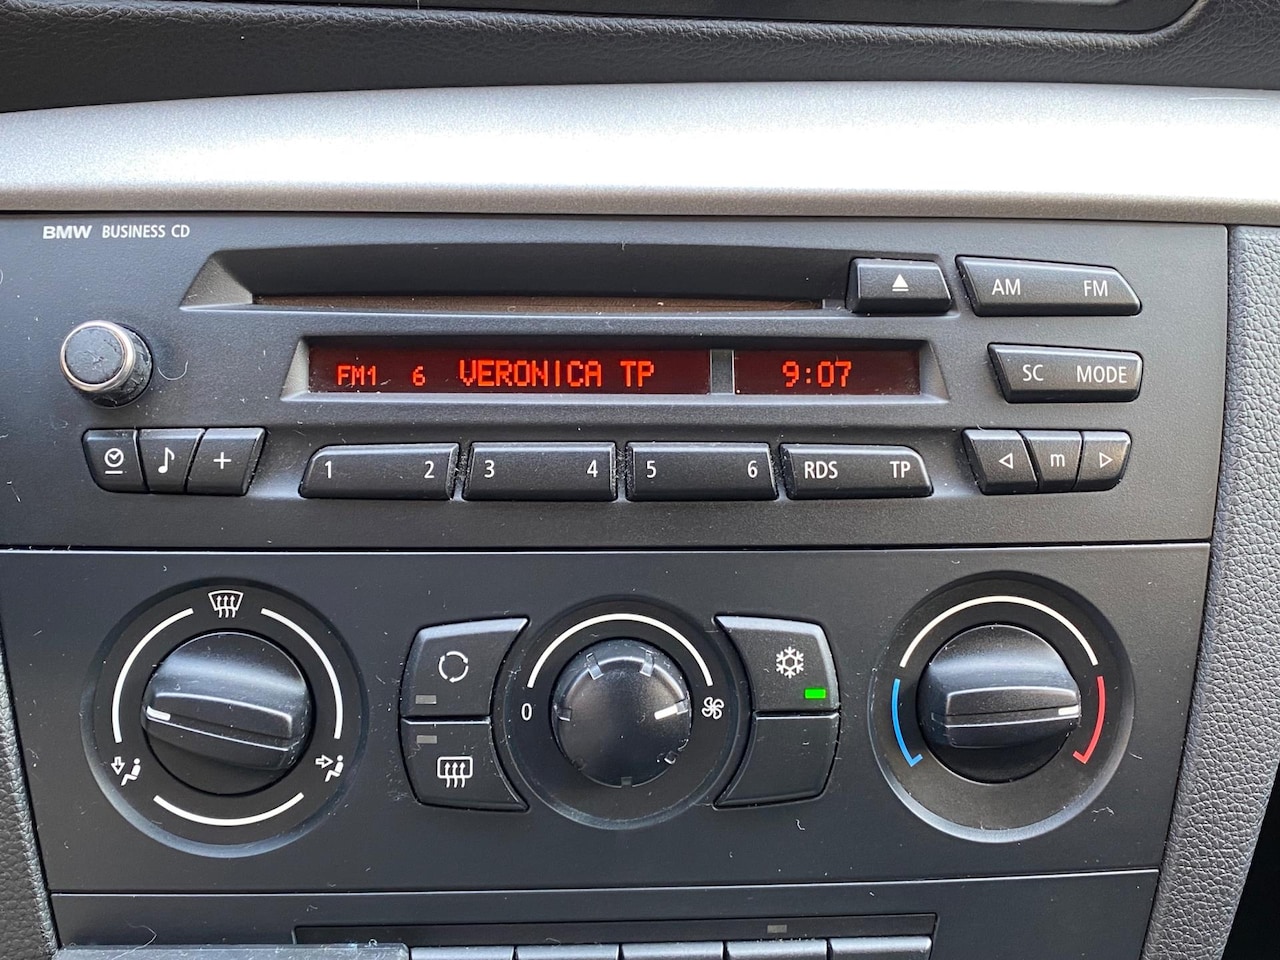 BMW BUSINESS CD
AM FM
FM1 6 VERONICA TP 9:07
SC MODE
+ 1 2 3 4 5 6 RDS TP m
0